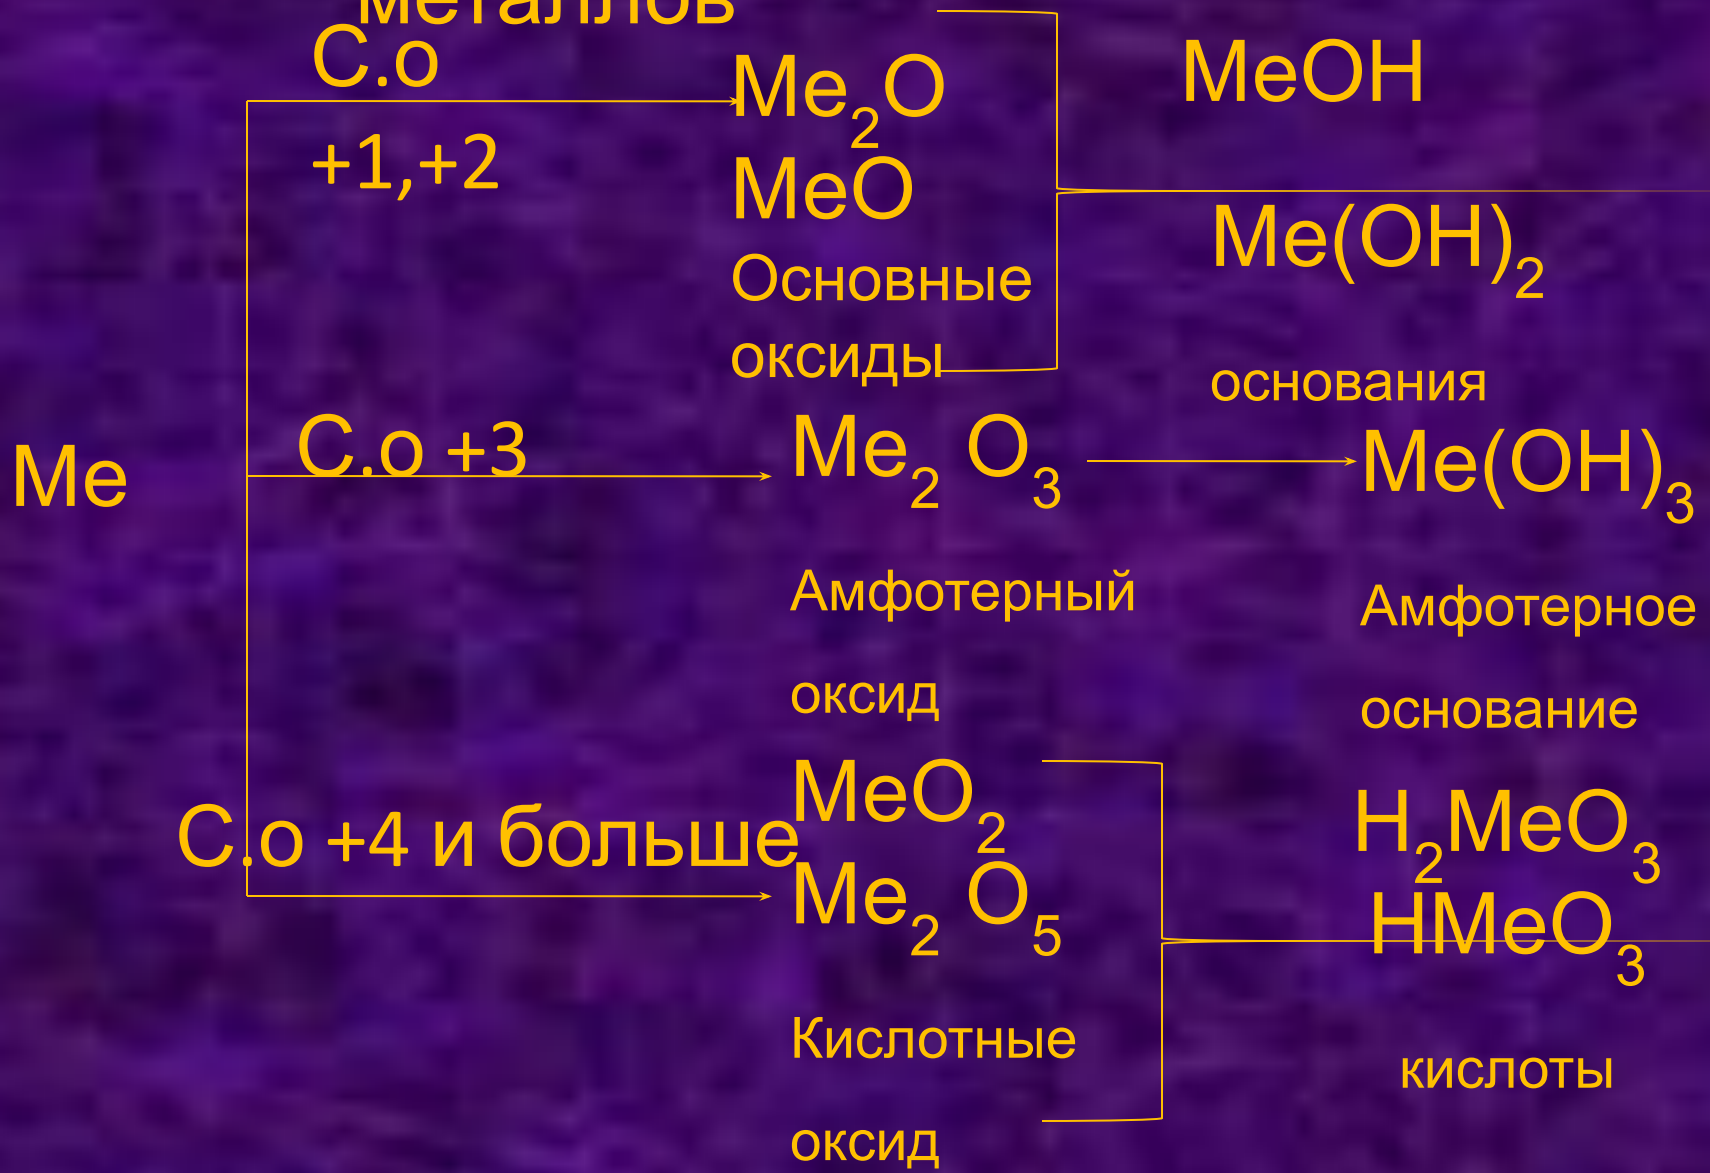 металлов
С.о
+1,+2
Me₂O
MeO
Основные
оксиды
MeOH
Me(OH)₂
основания
Me
С.о +3
Me₂ O₃
Амфотерный
оксид
Me(OH)₃
Амфотерное
основание
С.о +4 и больше
MeO₂
Me₂ O₅
Кислотные
оксид
H₂MeO₃
HMeO₃
кислоты